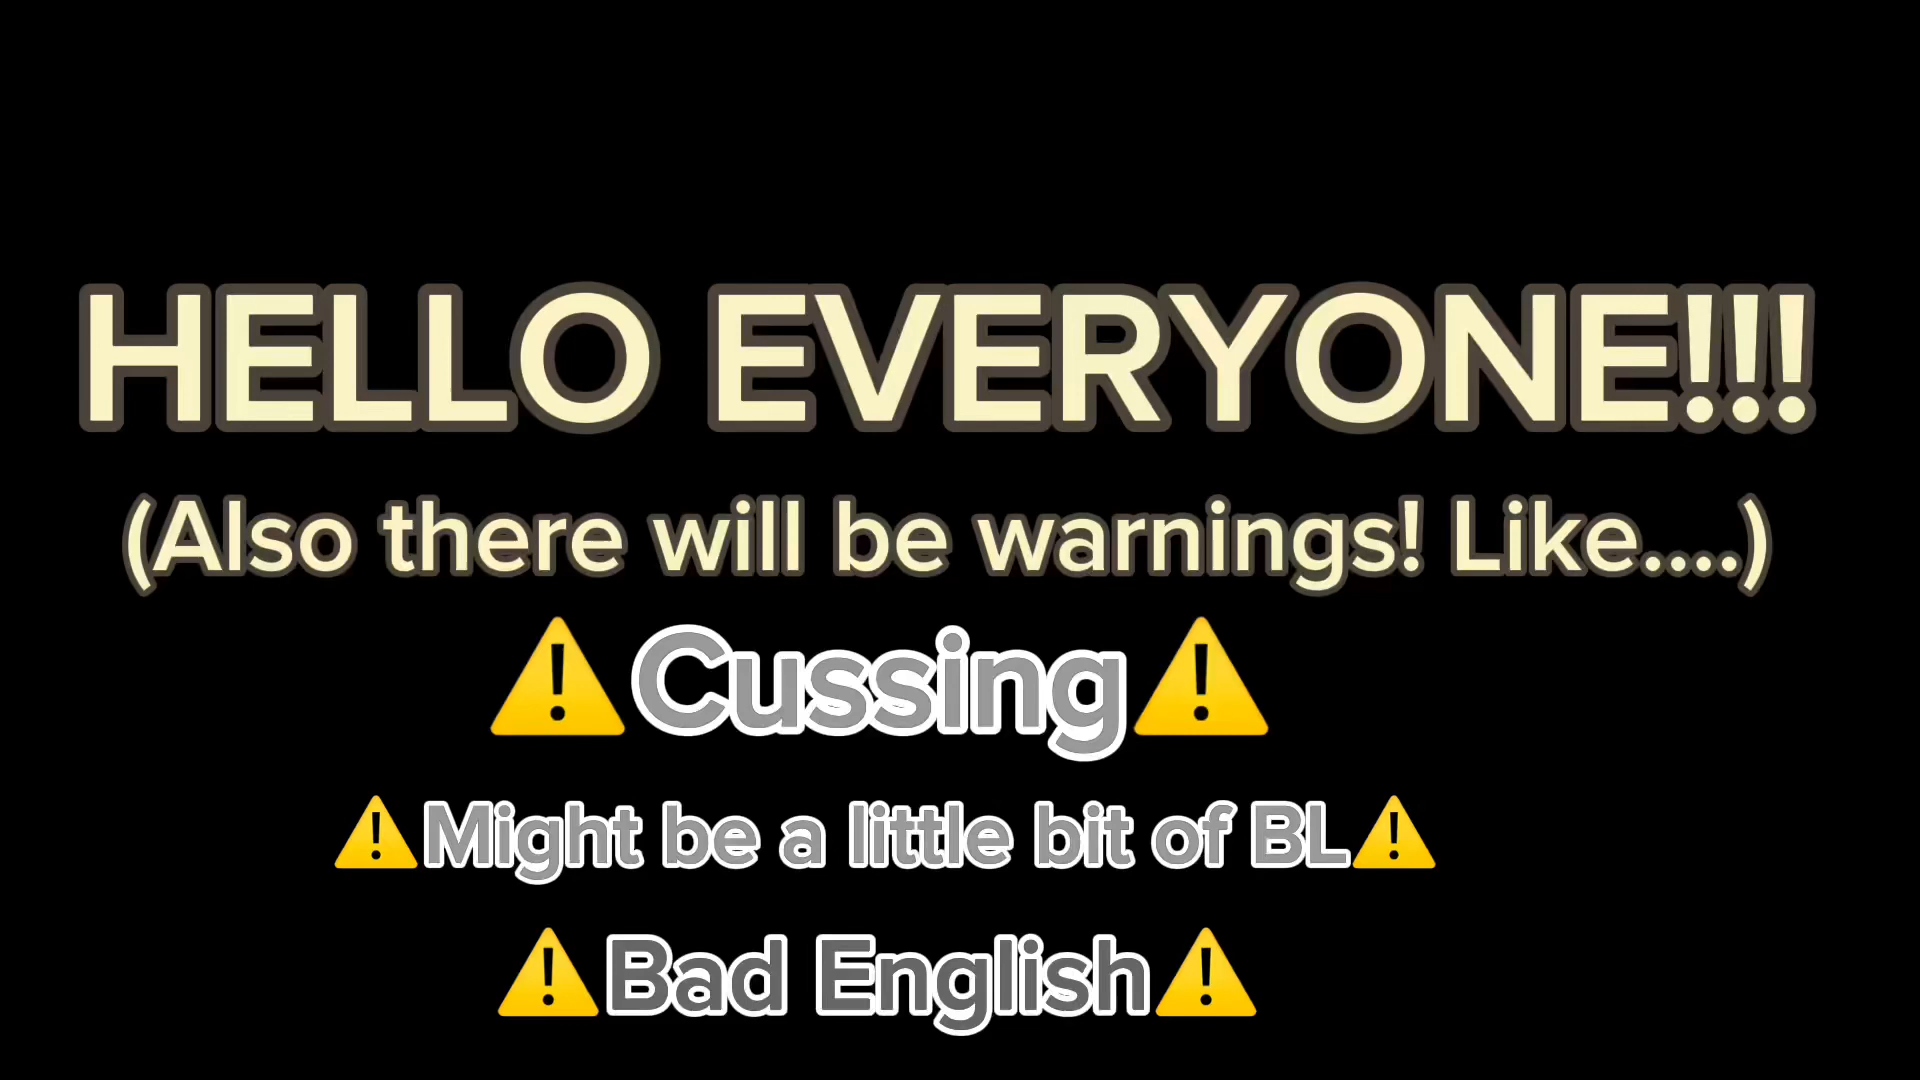 HELLO EVERYONE!!!
(Also there will be warnings! Like....)
⚠️Cussing⚠️
⚠️Might be a little bit of BL⚠️
⚠️Bad English⚠️